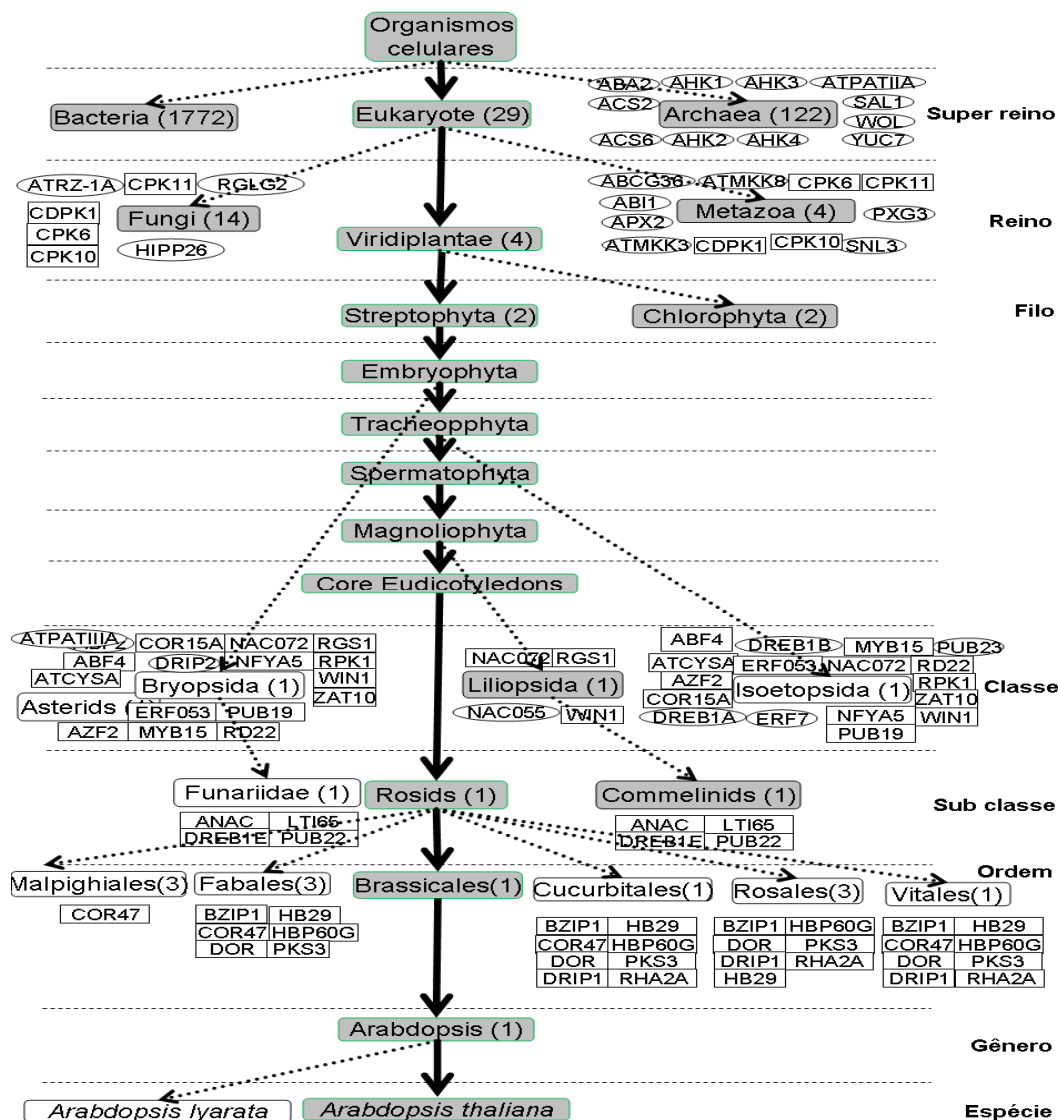 Organismos
celulares
ABA2 AHK1 AHK3 ATPATIIA
ACS2 SAL1
Bacteria (1772) Eukaryote (29) Archaea (122) Super reino
WOL
ACS6 AHK2 AHK4 YUC7
ATRZ-1A CPK11 RGLG2 ABCG36 ATMKK8 CPK6 CPK11
ABI1
CDPK1 Fungi (14) APX2 Metazoa (4) PXG3 Reino
CPK6 Viridiplantae (4)
CPK10 HIPP26 ATMKK3 CDPK1 CPK10 SNL3
Streptophyta (2) Chlorophyta (2) Filo
Embryophyta
Tracheopphyta
Spermatophyta
Magnoliophyta
Core Eudicotyledons
ATPATIIIA COR15A NAC072 RGS1 ABF4 DREB1B MYB15 PUB23
ABF4 DRIP2 NFYA5 RPK1 NAC072 RGS1 ATCYSA ERF053 NAC072 RD22
ATCYSA Bryopsida (1) WIN1 Liliopsida (1) AZF2 Isoetopsida (1) RPK1 Classe
Asterids ERF053 PUB19 ZAT10 COR15A ZAT10
NAC055 WIN1 DREB1A ERF7 NFYA5 WIN1
AZF2 MYB15 RD22 PUB19
Funariidae (1) Rosids (1) Commelinids (1) Sub classe
ANAC LTI65 ANAC LTI65
DREB1E PUB22 DREB1E PUB22
Ordem
Malpighiales(3) Fabales(3) Brassicales(1) Cucurbitales(1) Rosales(3) Vitales(1)
COR47 BZIP1 HB29 BZIP1 HB29 BZIP1 HBP60G BZIP1 HB29
COR47 HBP60G COR47 HBP60G DOR PKS3 COR47 HBP60G
DOR PKS3 DOR PKS3 DRIP1 RHA2A DOR PKS3
DRIP1 RHA2A HB29 DRIP1 RHA2A
Arabdopsis (1) Gênero
Arabdopsis lyarata Arabdopsis thaliana Espécie